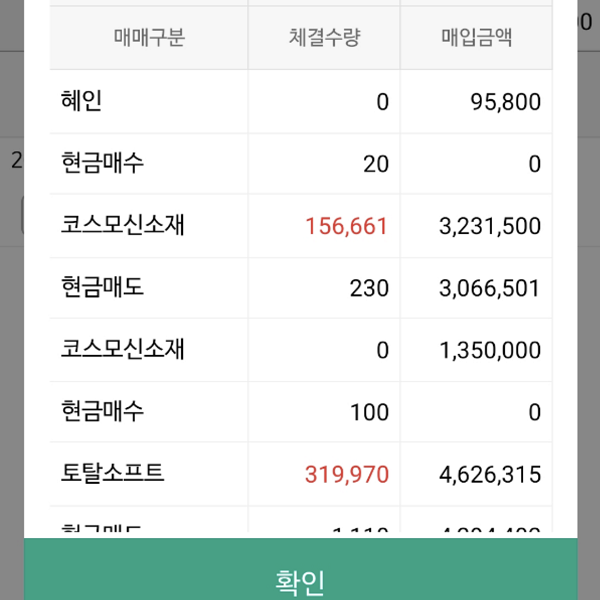 매매구분 체결수량 매입금액
혜인 0 95,800
2
현금매수 20 0
코스모신소재 156,661 3,231,500
현금매도 230 3,066,501
코스모신소재 0 1,350,000
현금매수 100 0
토탈소프트 319,970 4,626,315
확인